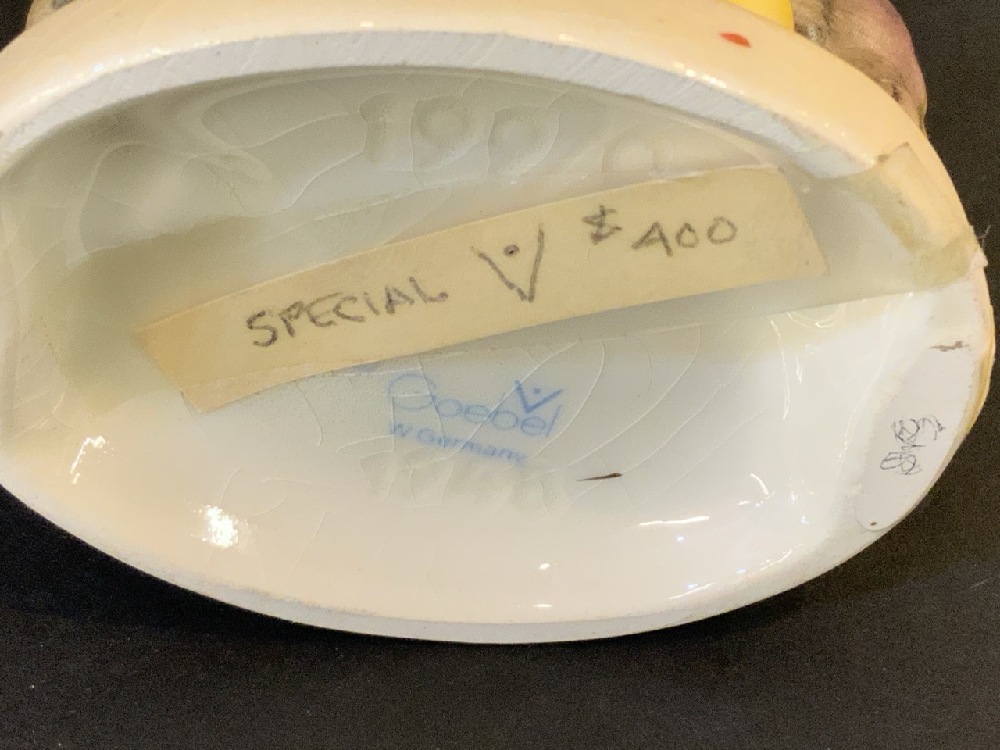 SPECIAL V $400
Goebel
W Germany